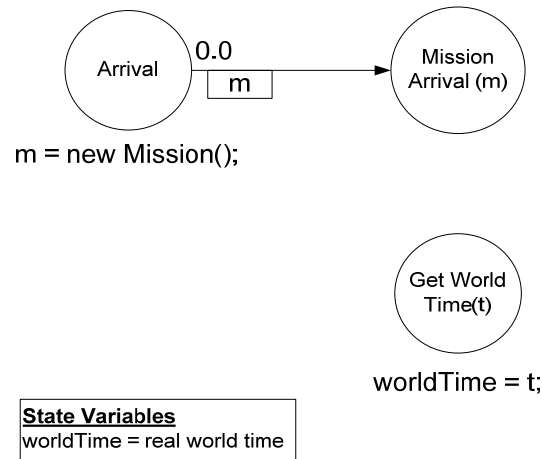 Arrival
0.0
m
Mission
Arrival (m)
m = new Mission();
Get World
Time(t)
worldTime = t;
State Variables
worldTime = real world time